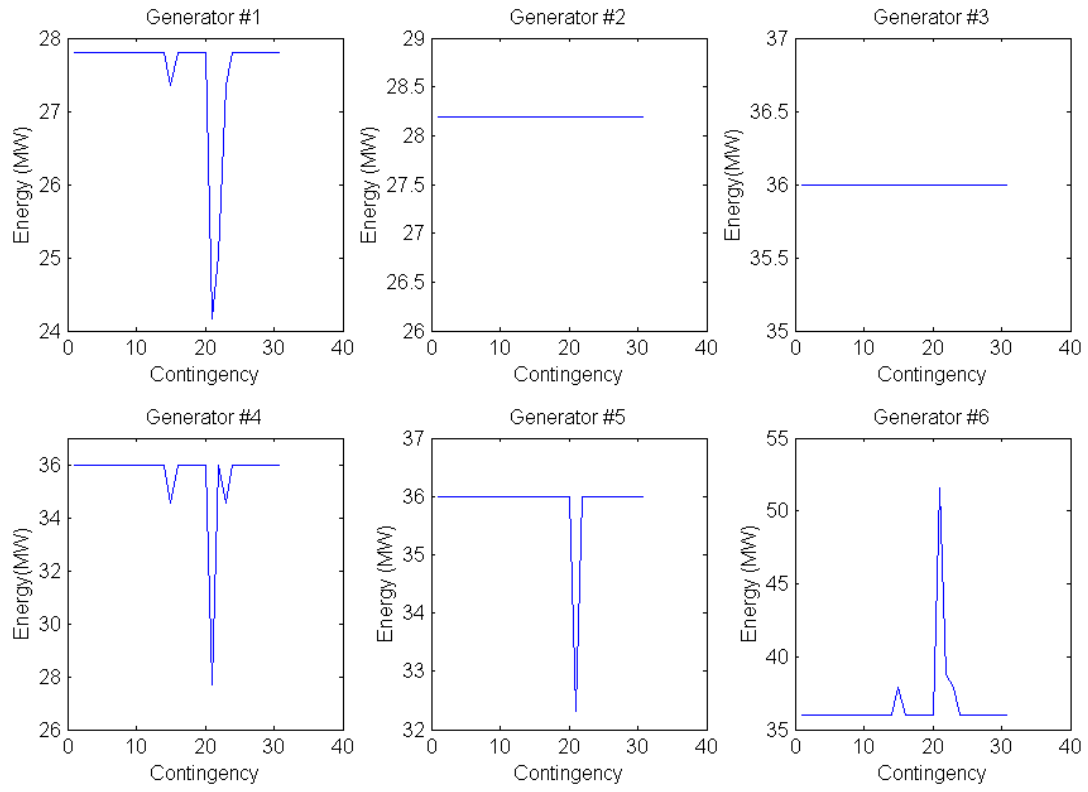 Generator #1
28
27
26
25
24
Energy (MW)
0 10 20 30 40
Contingency
Generator #2
29
28.5
28
27.5
27
26.5
26
Energy (MW)
0 10 20 30 40
Contingency
Generator #3
37
36.5
36
35.5
35
Energy(MW)
0 10 20 30 40
Contingency
Generator #4
36
34
32
30
28
26
Energy(MW)
0 10 20 30 40
Contingency
Generator #5
37
36
35
34
33
32
Energy (MW)
0 10 20 30 40
Contingency
Generator #6
55
50
45
40
35
Energy (MW)
0 10 20 30 40
Contingency